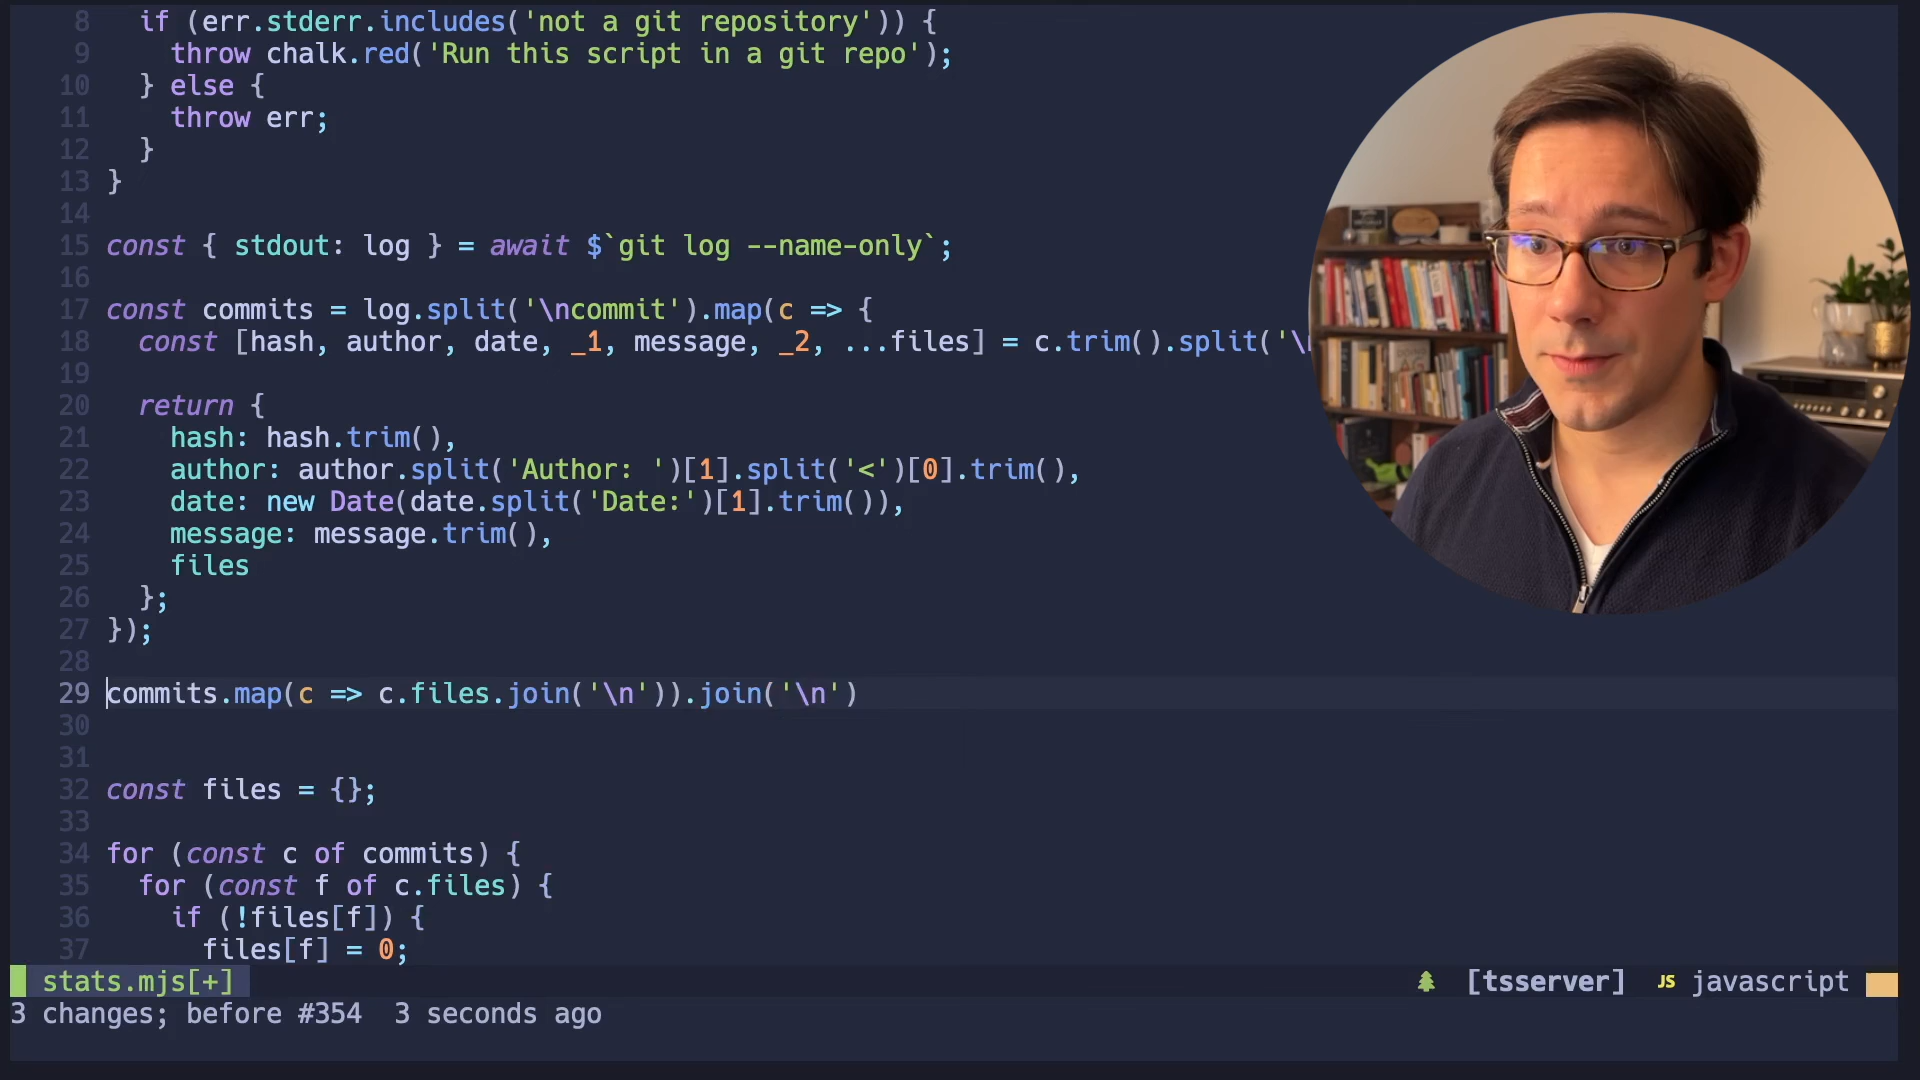 8 if (err.stderr.includes('not a git repository')) {
9 throw chalk.red('Run this script in a git repo');
10 } else {
11 throw err;
12 }
13 }
14
15 const { stdout: log } = await $`git log --name-only`;
16
17 const commits = log.split('\ncommit').map(c => {
18 const [hash, author, date, _1, message, _2, ...files] = c.trim().split('\
19
20 return {
21 hash: hash.trim(),
22 author: author.split('Author: ')[1].split('<')[0].trim(),
23 date: new Date(date.split('Date:')[1].trim()),
24 message: message.trim(),
25 files
26 };
27 });
28
29 commits.map(c => c.files.join('\n')).join('\n')
30
31
32 const files = {};
33
34 for (const c of commits) {
35 for (const f of c.files) {
36 if (!files[f]) {
37 files[f] = 0;
stats.mjs[+] [tsserver] JS javascript
3 changes; before #354 3 seconds ago